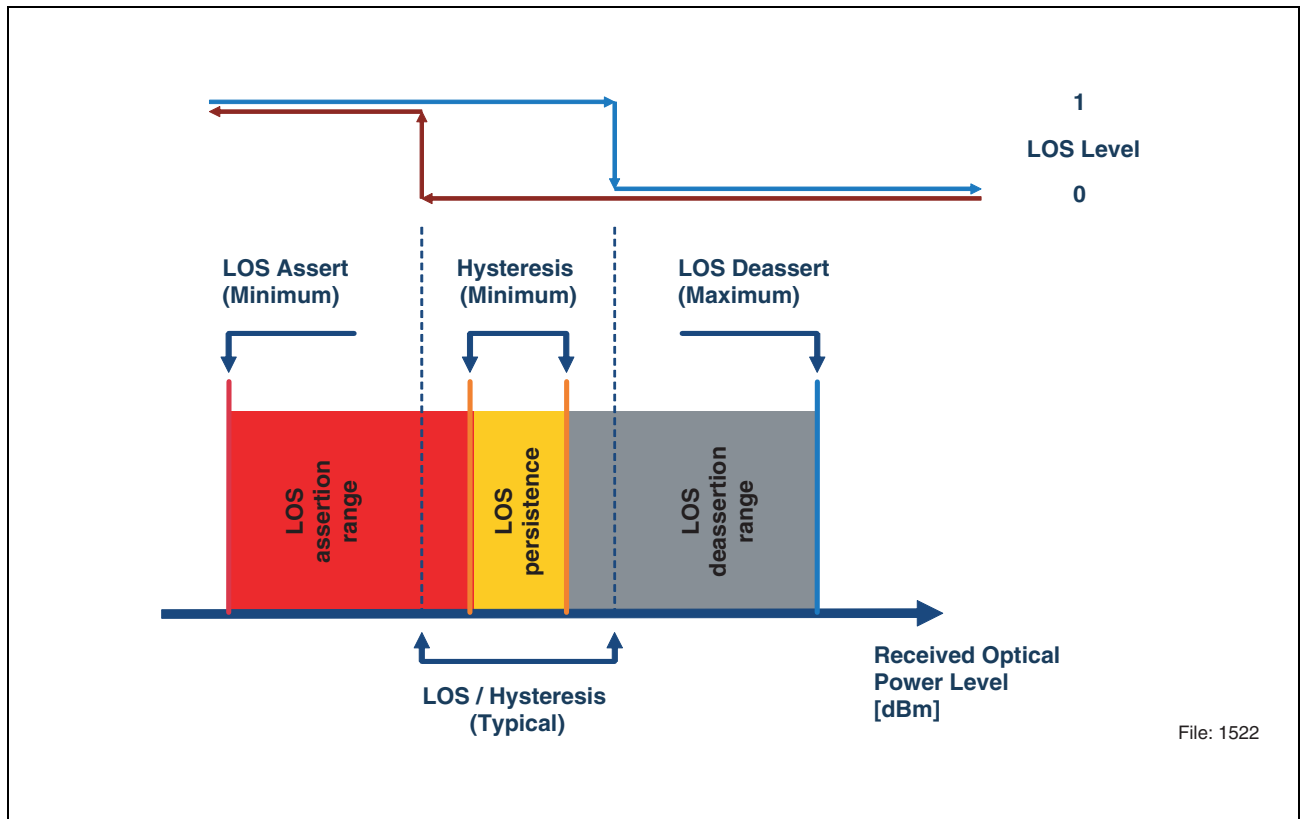 1
LOS Level
0
LOS Assert
(Minimum)
Hysteresis
(Minimum)
LOS Deassert
(Maximum)
LOS
assertion
range
LOS
persistence
LOS
deassertion
range
Received Optical
Power Level
[dBm]
LOS / Hysteresis
(Typical)
File: 1522